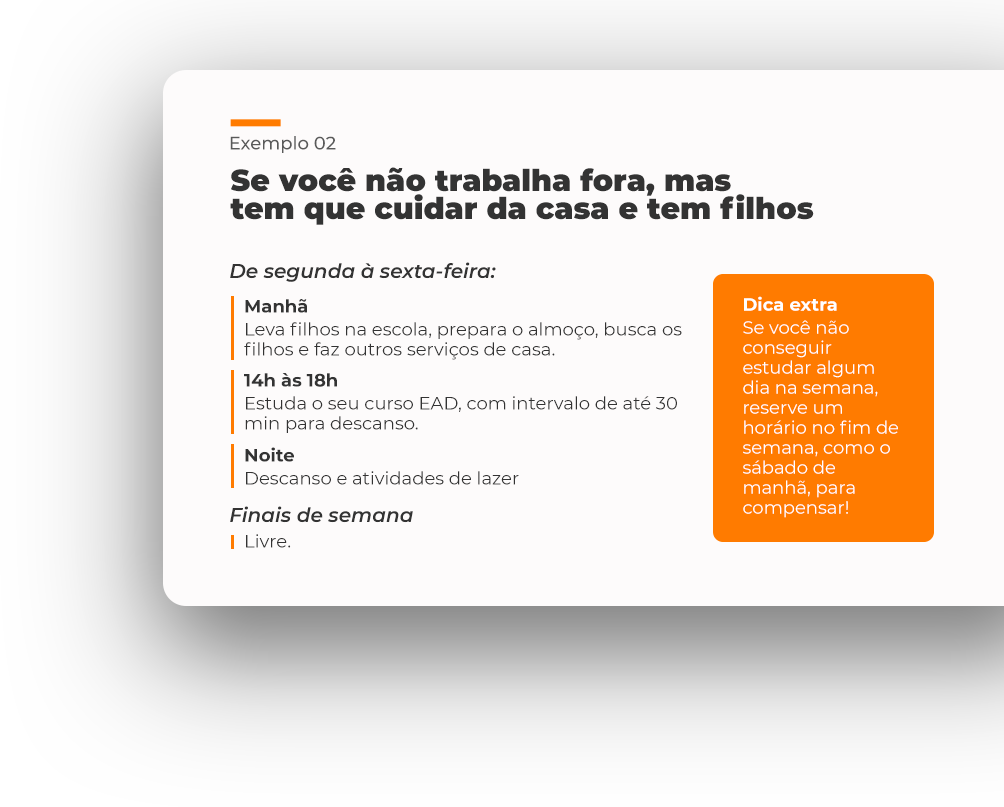 Exemplo 02
Se você não trabalha fora, mas
tem que cuidar da casa e tem filhos
De segunda à sexta-feira:
Manhã
Leva filhos na escola, prepara o almoço, busca os
filhos e faz outros serviços de casa.
14h às 18h
Estuda o seu curso EAD, com intervalo de até 30
min para descanso.
Noite
Descanso e atividades de lazer
Finais de semana
Livre.
Dica extra
Se você não
conseguir
estudar algum
dia na semana,
reserve um
horário no fim de
semana, como o
sábado de
manhã, para
compensar!